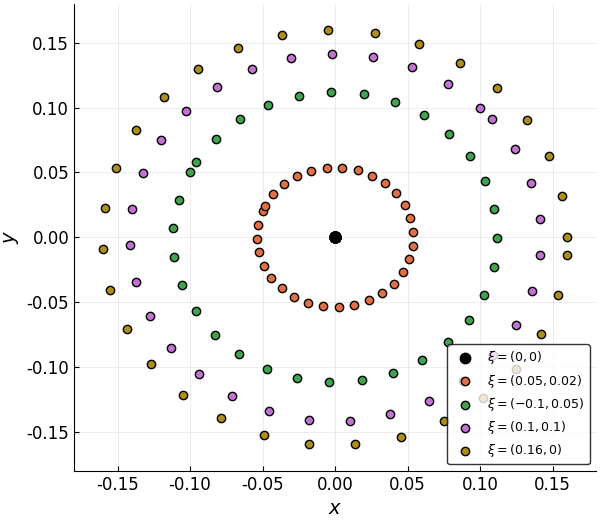 0.15
0.10
0.05
0.00
-0.05
-0.10
-0.15
y
-0.15 -0.10 -0.05 0.00 0.05 0.10 0.15
x
ξ = (0, 0)
ξ = (0.05, 0.02)
ξ = (−0.1, 0.05)
ξ = (0.1, 0.1)
ξ = (0.16, 0)